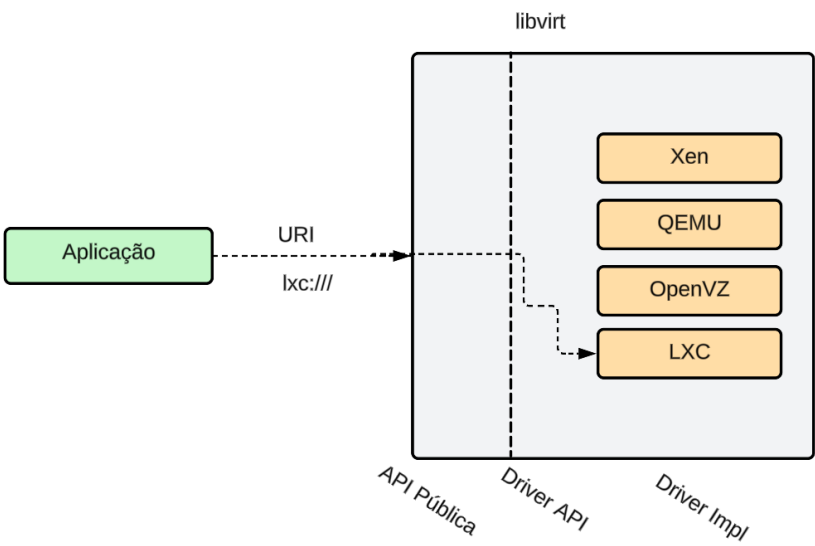 libvirt
Xen
QEMU
OpenVZ
LXC
Aplicação
URI
lxc:///
API Pública
Driver API
Driver Impl